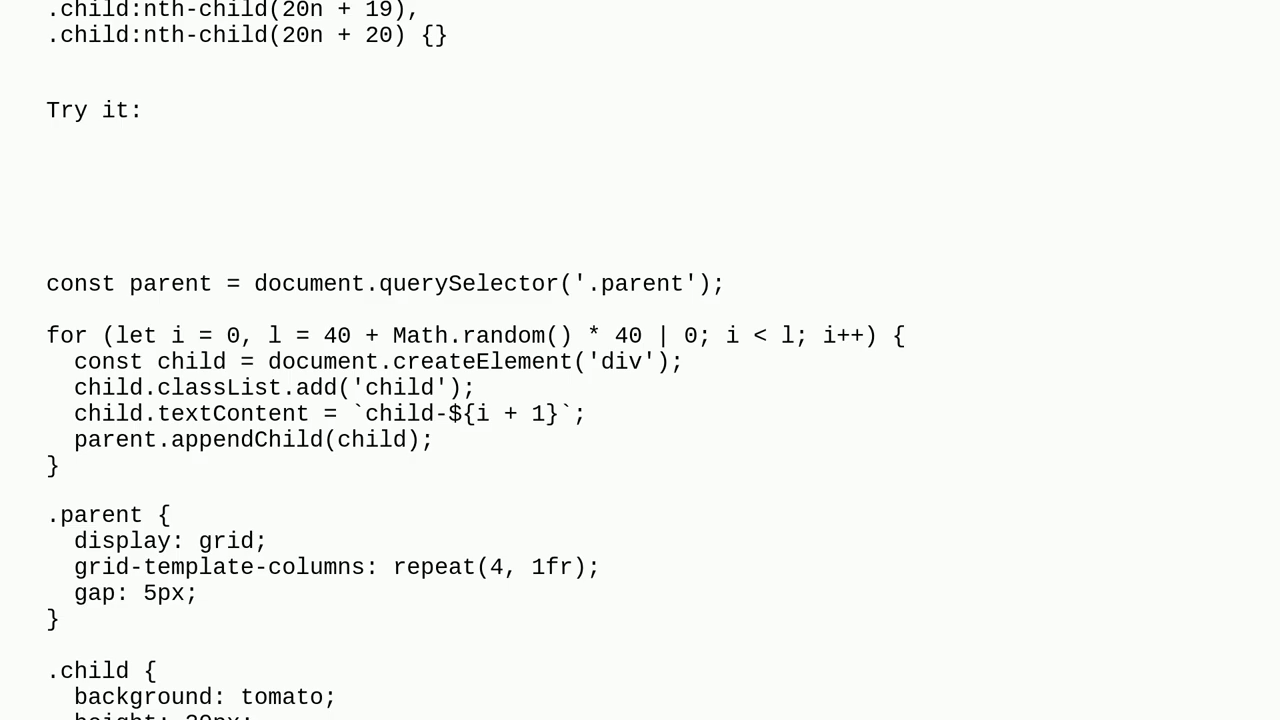 .child:nth-child(20n + 19),
.child:nth-child(20n + 20) {}
Try it:
const parent = document.querySelector('.parent');
for (let i = 0, l = 40 + Math.random() * 40 | 0; i < l; i++) {
  const child = document.createElement('div');
  child.classList.add('child');
  child.textContent = `child-${i + 1}`;
  parent.appendChild(child);
}
.parent {
  display: grid;
  grid-template-columns: repeat(4, 1fr);
  gap: 5px;
}
.child {
  background: tomato;